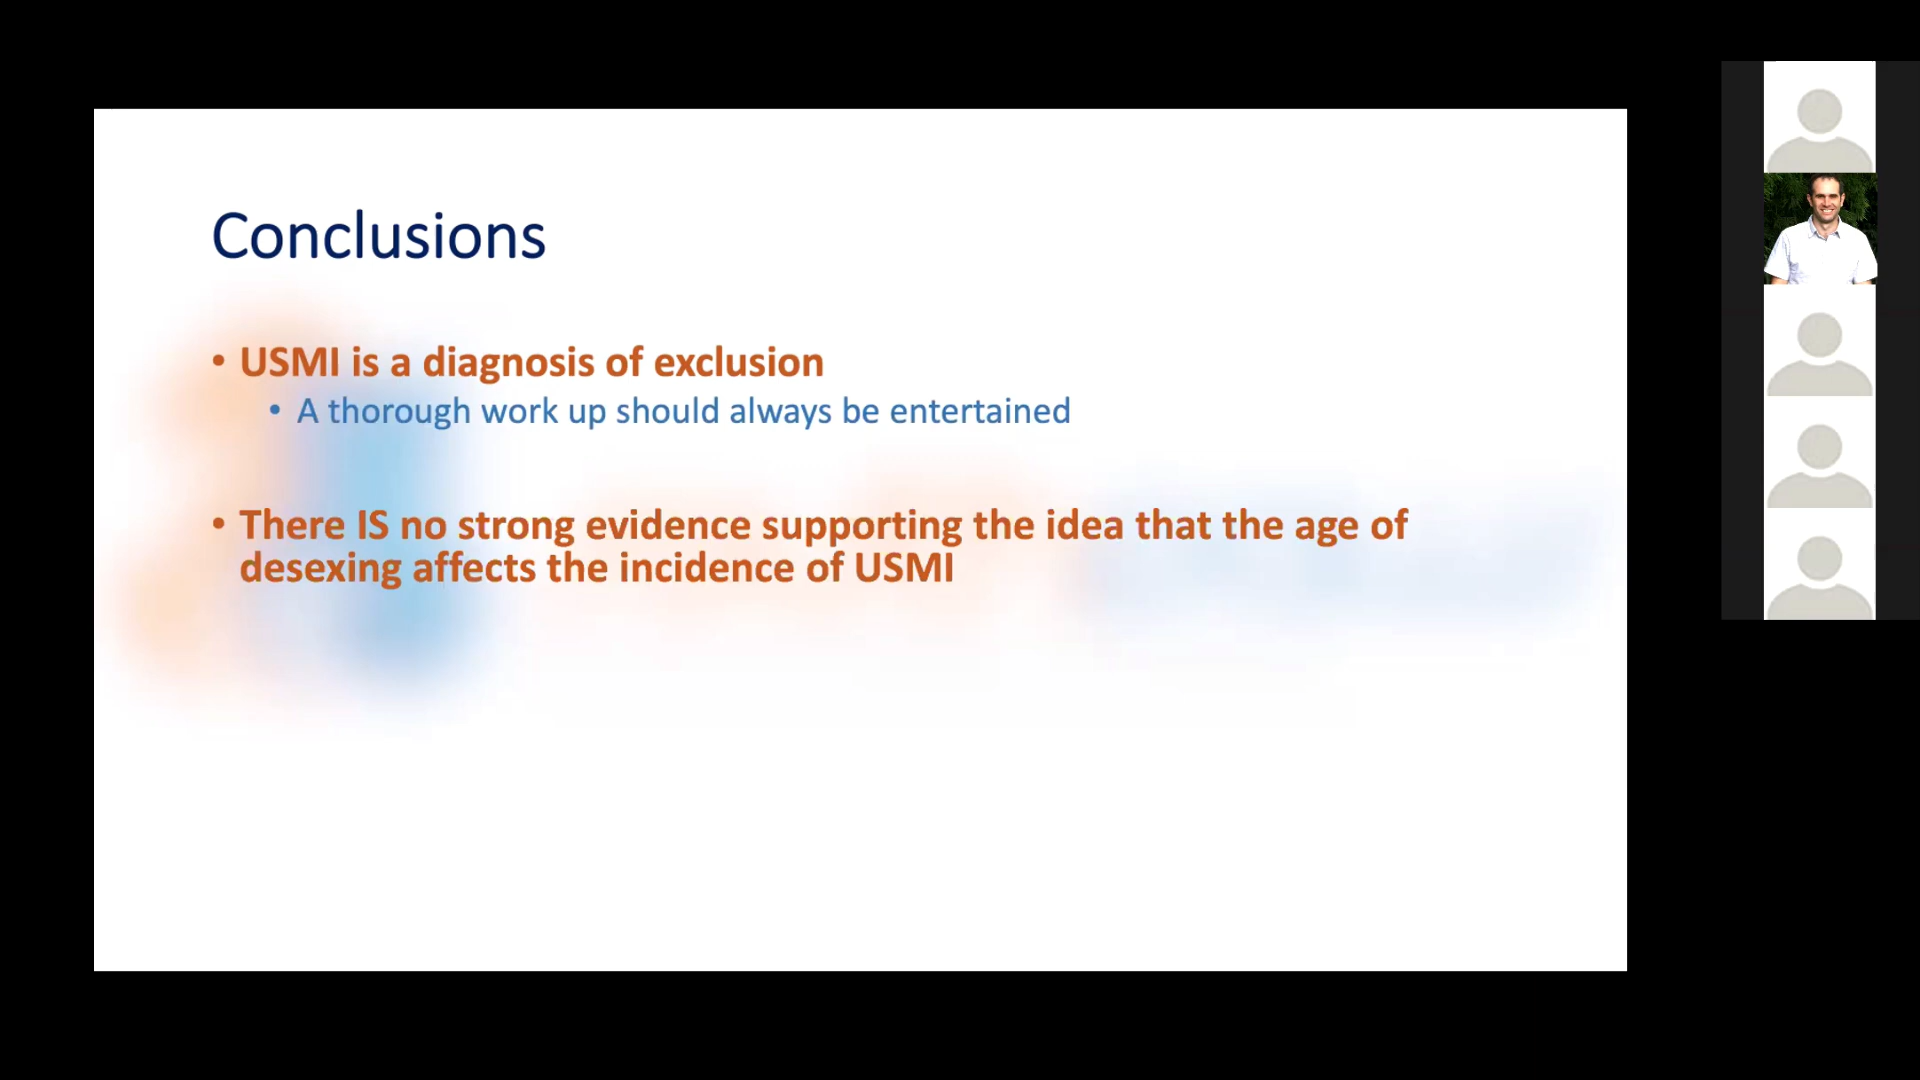 Conclusions
• USMI is a diagnosis of exclusion
• A thorough work up should always be entertained
• There IS no strong evidence supporting the idea that the age of
desexing affects the incidence of USMI